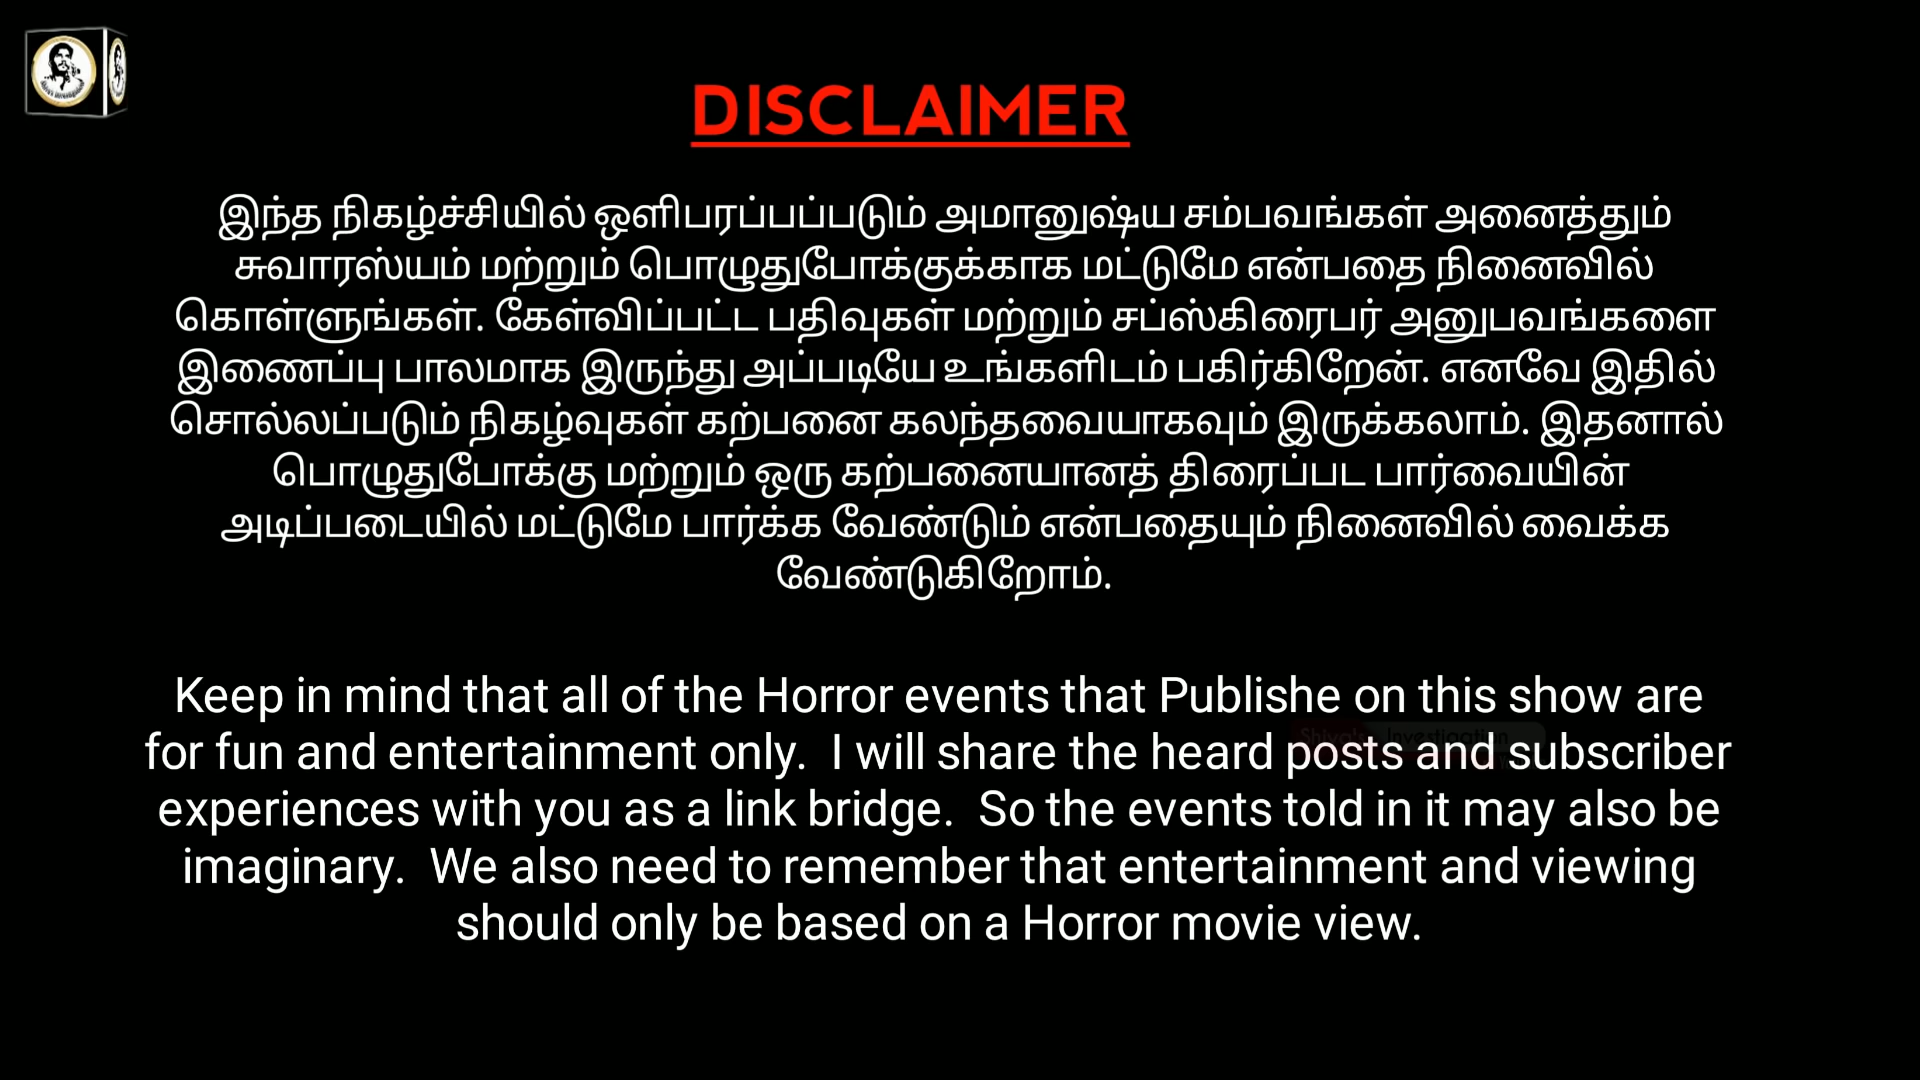 DISCLAIMER
இந்த நிகழ்ச்சியில் ஒளிபரப்பப்படும் அமானுஷ்ய சம்பவங்கள் அனைத்தும்
சுவாரஸ்யம் மற்றும் பொழுதுபோக்குக்காக மட்டுமே என்பதை நினைவில்
கொள்ளுங்கள். கேள்விப்பட்ட பதிவுகள் மற்றும் சப்ஸ்கிரைபர் அனுபவங்களை
இணைப்பு பாலமாக இருந்து அப்படியே உங்களிடம் பகிர்கிறேன். எனவே இதில்
சொல்லப்படும் நிகழ்வுகள் கற்பனை கலந்தவையாகவும் இருக்கலாம். இதனால்
பொழுதுபோக்கு மற்றும் ஒரு கற்பனையானத் திரைப்பட பார்வையின்
அடிப்படையில் மட்டுமே பார்க்க வேண்டும் என்பதையும் நினைவில் வைக்க
வேண்டுகிறோம்.
Keep in mind that all of the Horror events that Publishe on this show are
for fun and entertainment only. I will share the heard posts and subscriber
experiences with you as a link bridge. So the events told in it may also be
imaginary. We also need to remember that entertainment and viewing
should only be based on a Horror movie view.